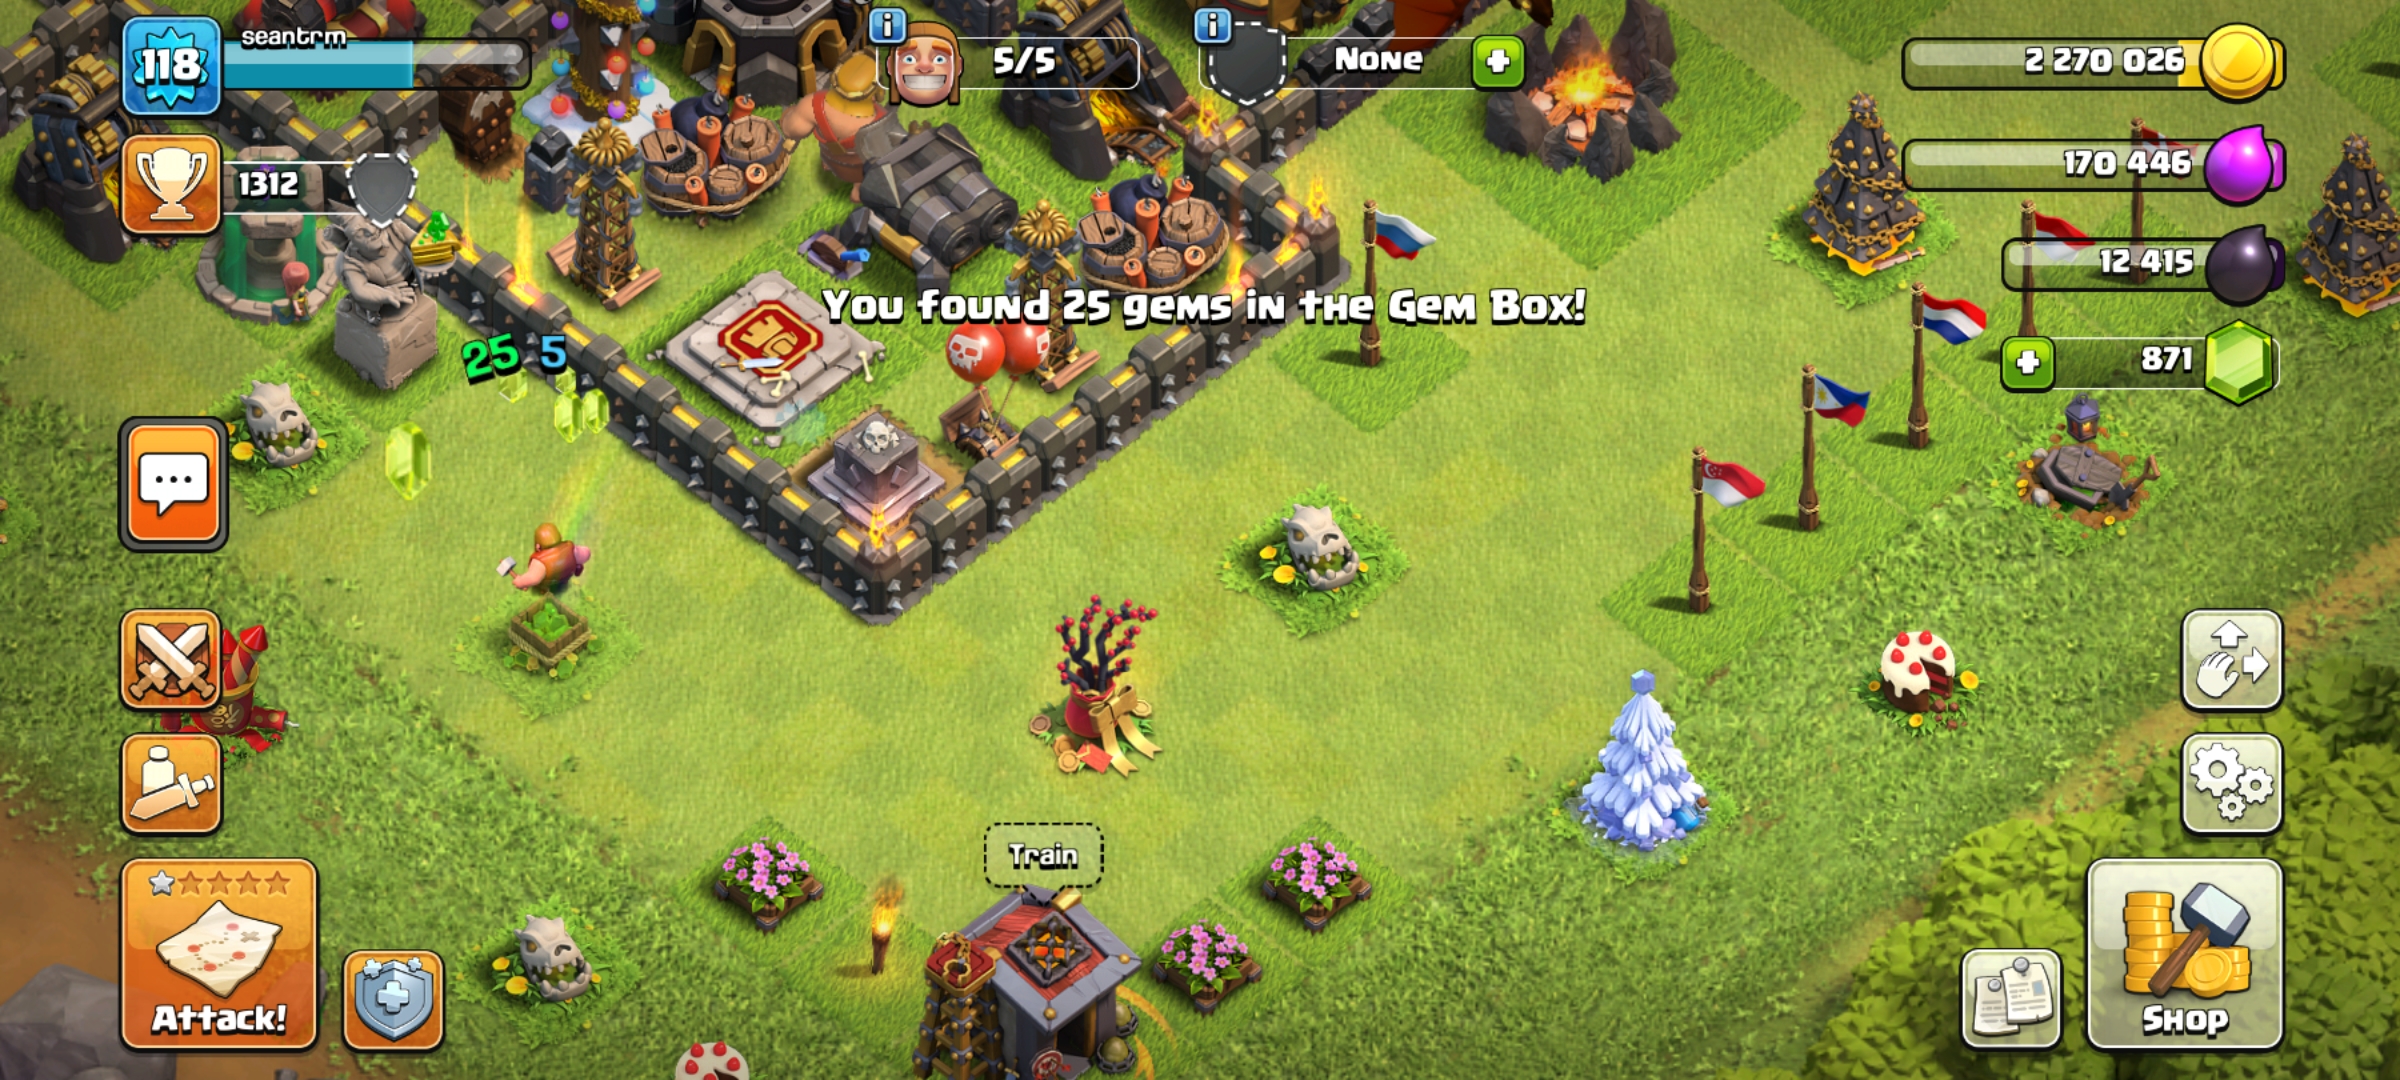 118
seantrm
5/5
None
2 270 026
1312
170 446
12 415
You found 25 gems in the Gem Box!
25 5
871
Train
Attack!
Shop